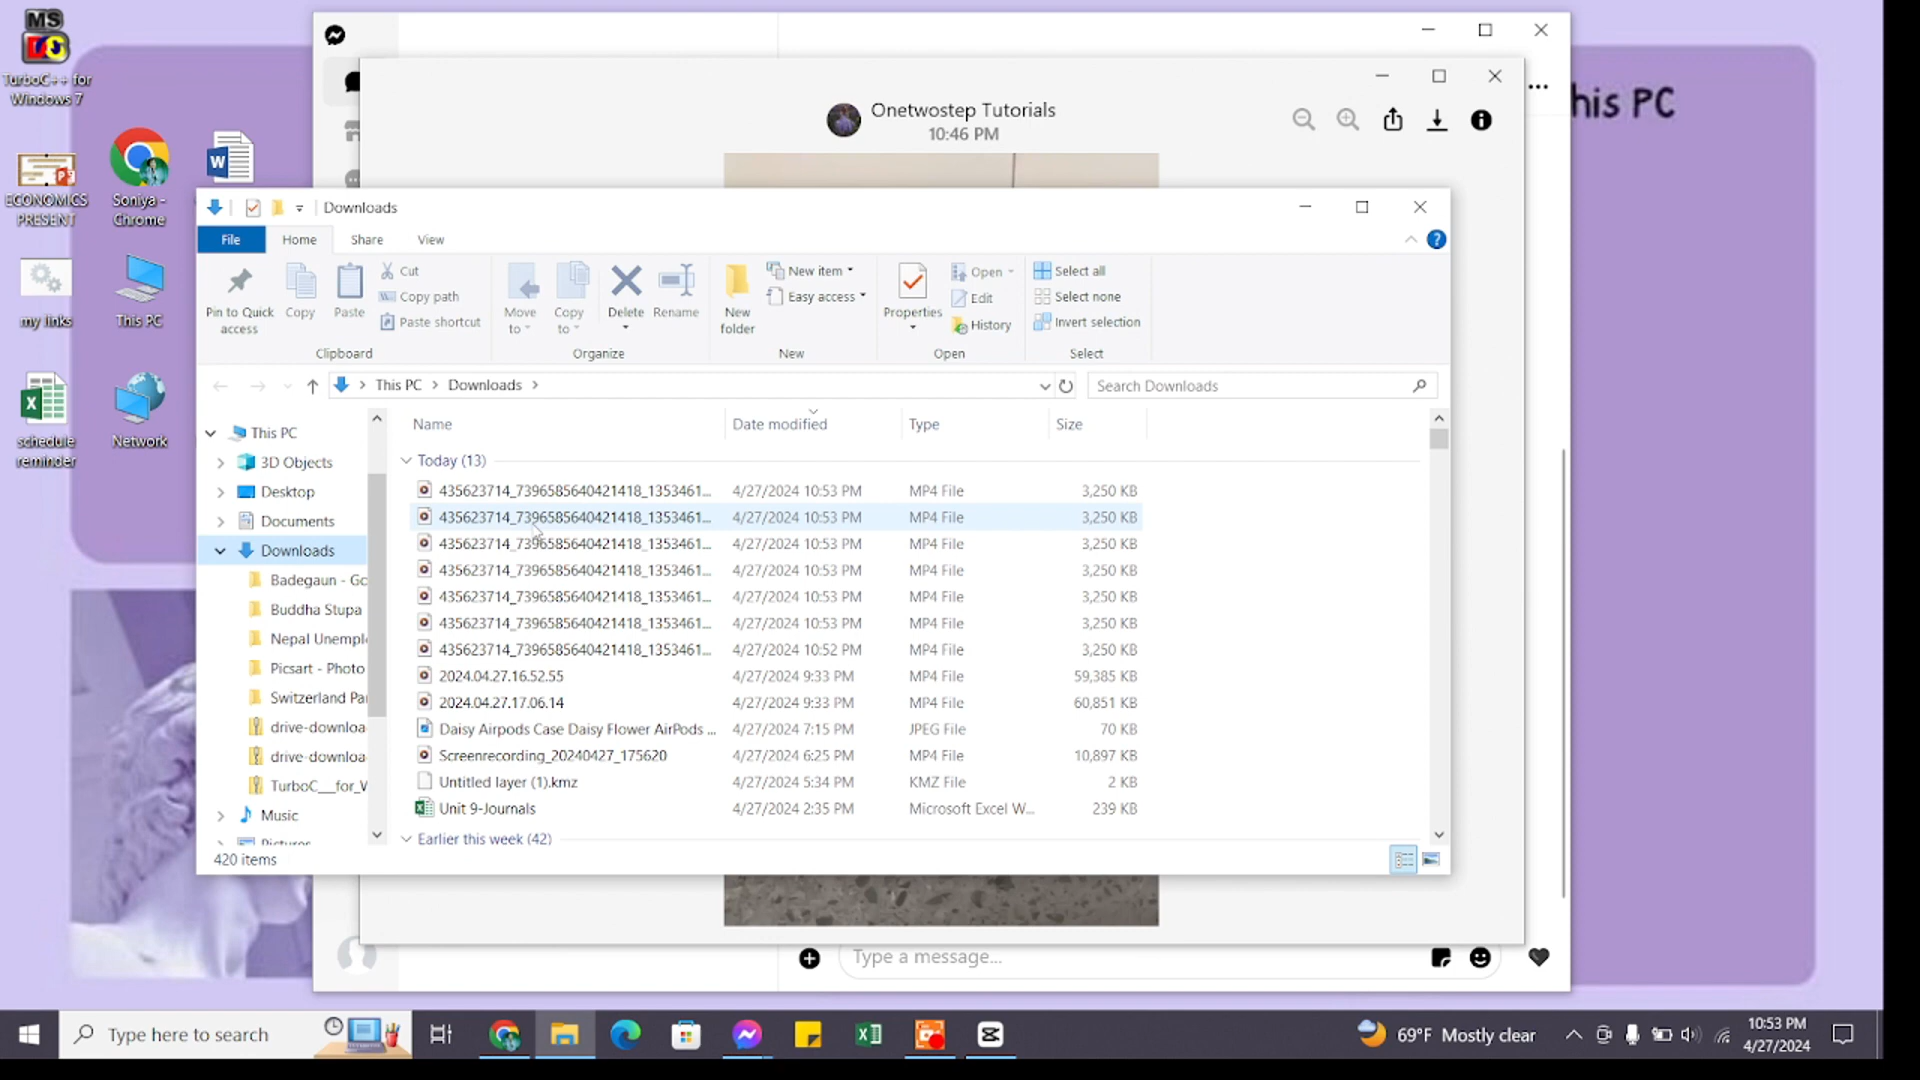 MS
TurboC++ for
Windows 7
ECONOMICS
PRESENT
Soniya -
Chrome
my links
This PC
schedule
reminder
Network
his PC
Onetwostep Tutorials
10:46 PM
Downloads
File
Home
Share
View
Pin to Quick
access
Copy
Paste
Cut
Copy path
Paste shortcut
Clipboard
Move
to
Copy
to
Delete
Rename
Organize
New
folder
New item
Easy access
New
Properties
Open
Edit
History
Open
Select all
Select none
Invert selection
Select
This PC
Downloads
Search Downloads
This PC
3D Objects
Desktop
Documents
Downloads
Badegaun - Gc
Buddha Stupa
Nepal Unempl
Picsart - Photo
Switzerland Pa
drive-downloa
drive-downloa
TurboC__for_V
Music
Pictures
Name Date modified Type Size
Today (13)
435623714_7396585640421418_1353461... 4/27/2024 10:53 PM MP4 File 3,250 KB
435623714_7396585640421418_1353461... 4/27/2024 10:53 PM MP4 File 3,250 KB
435623714_7396585640421418_1353461... 4/27/2024 10:53 PM MP4 File 3,250 KB
435623714_7396585640421418_1353461... 4/27/2024 10:53 PM MP4 File 3,250 KB
435623714_7396585640421418_1353461... 4/27/2024 10:53 PM MP4 File 3,250 KB
435623714_7396585640421418_1353461... 4/27/2024 10:53 PM MP4 File 3,250 KB
435623714_7396585640421418_1353461... 4/27/2024 10:52 PM MP4 File 3,250 KB
2024.04.27.16.52.55 4/27/2024 9:33 PM MP4 File 59,385 KB
2024.04.27.17.06.14 4/27/2024 9:33 PM MP4 File 60,851 KB
Daisy Airpods Case Daisy Flower AirPods ... 4/27/2024 7:15 PM JPEG File 70 KB
Screenrecording_20240427_175620 4/27/2024 6:25 PM MP4 File 10,897 KB
Untitled layer (1).kmz 4/27/2024 5:34 PM KMZ File 2 KB
Unit 9-Journals 4/27/2024 2:35 PM Microsoft Excel W... 239 KB
Earlier this week (42)
420 items
Type a message...
Type here to search
69°F Mostly clear
10:53 PM
4/27/2024